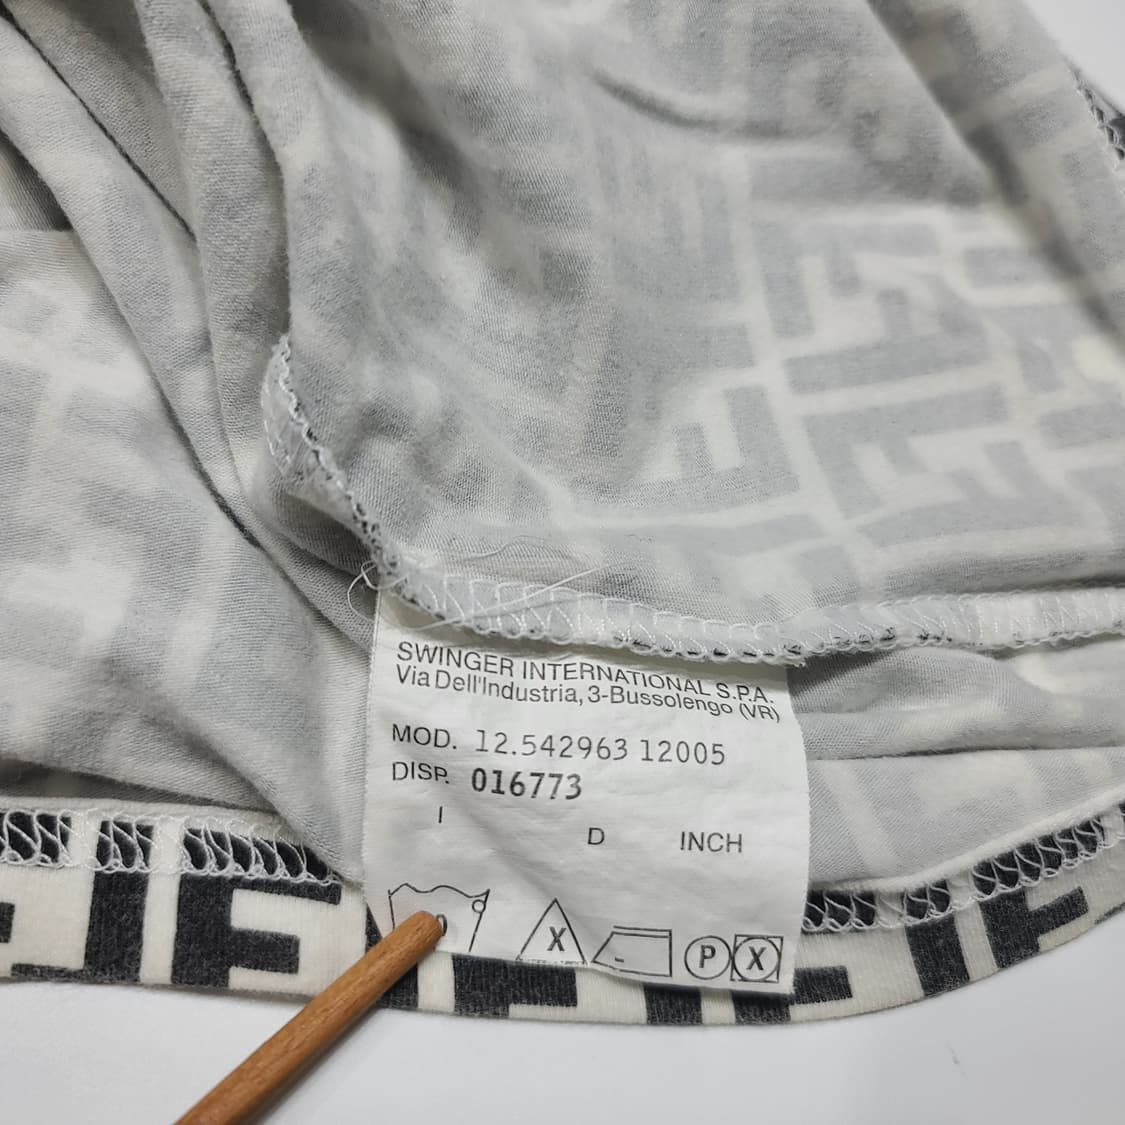 SWINGER INTERNATIONAL S.P.A.
Via Dell'Industria, 3-Bussolengo (VR)
MOD. 12.542963 12005
DISP. 016773
I D INCH
X P X